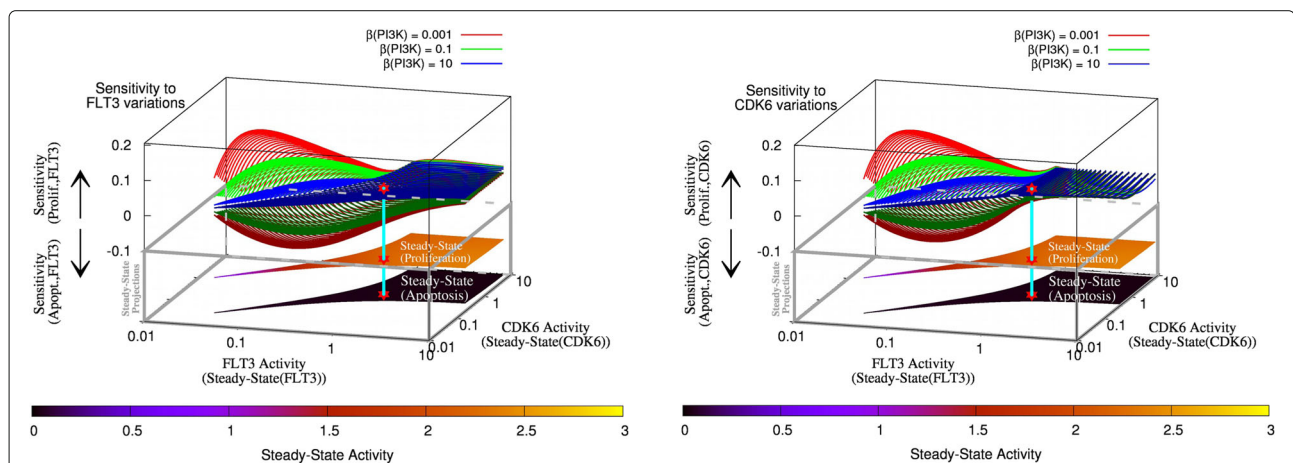 β(PI3K) = 0.001
β(PI3K) = 0.1
β(PI3K) = 10
Sensitivity to
FLT3 variations
0.2
0.1
0
-0.1
Sensitivity
(Prolif.,FLT3)
Sensitivity
(Apopt.,FLT3)
Steady-State
Projections
Steady-State
(Proliferation)
Steady-State
(Apoptosis)
0.01
0.1
1
10
FLT3 Activity
(Steady-State(FLT3))
0.01
0.1
1
10
CDK6 Activity
(Steady-State(CDK6))
0 0.5 1 1.5 2 2.5 3
Steady-State Activity
β(PI3K) = 0.001
β(PI3K) = 0.1
β(PI3K) = 10
Sensitivity to
CDK6 variations
0.2
0.1
0
-0.1
Sensitivity
(Prolif.,CDK6)
Sensitivity
(Apopt.,CDK6)
Steady-State
Projections
Steady-State
(Proliferation)
Steady-State
(Apoptosis)
0.01
0.1
1
10
FLT3 Activity
(Steady-State(FLT3))
0.01
0.1
1
10
CDK6 Activity
(Steady-State(CDK6))
0 0.5 1 1.5 2 2.5 3
Steady-State Activity